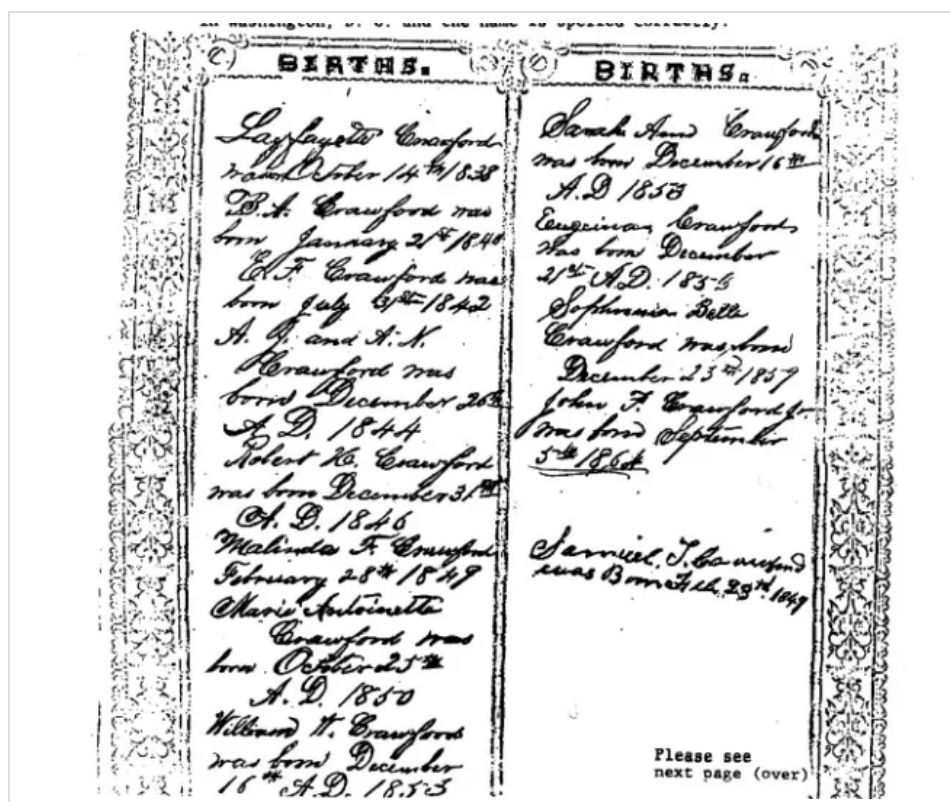 in Washington, D. C. and the name is spelled correctly.
BIRTHS.
Layfayette Crawford
was October 14th 1838
B. A. Crawford was
born January 21st 1840
E. F. Crawford was
born July 31st 1842
A. J. and A. N.
Crawford was
born December 26th
A. D. 1844
Robert H. Crawford
was born December 31st
A. D. 1846
Malinda F. Crawford
February 28th 1849
Marie Antoinette
Crawford was
born October 25th
A. D. 1850
William W. Crawford
was born December
16th A. D. 1853
BIRTHS.
Sarah Ann Crawford
was born December 16th
A. D 1853
Crawford
was born December
21st A. D.
Sophronia Belle
Crawford was born
December 23rd 1859
John F. Crawford Jr
was born September
5th
Samuel T. Crawford
was Born Feb. 28th 1849
Please see
next page (over)